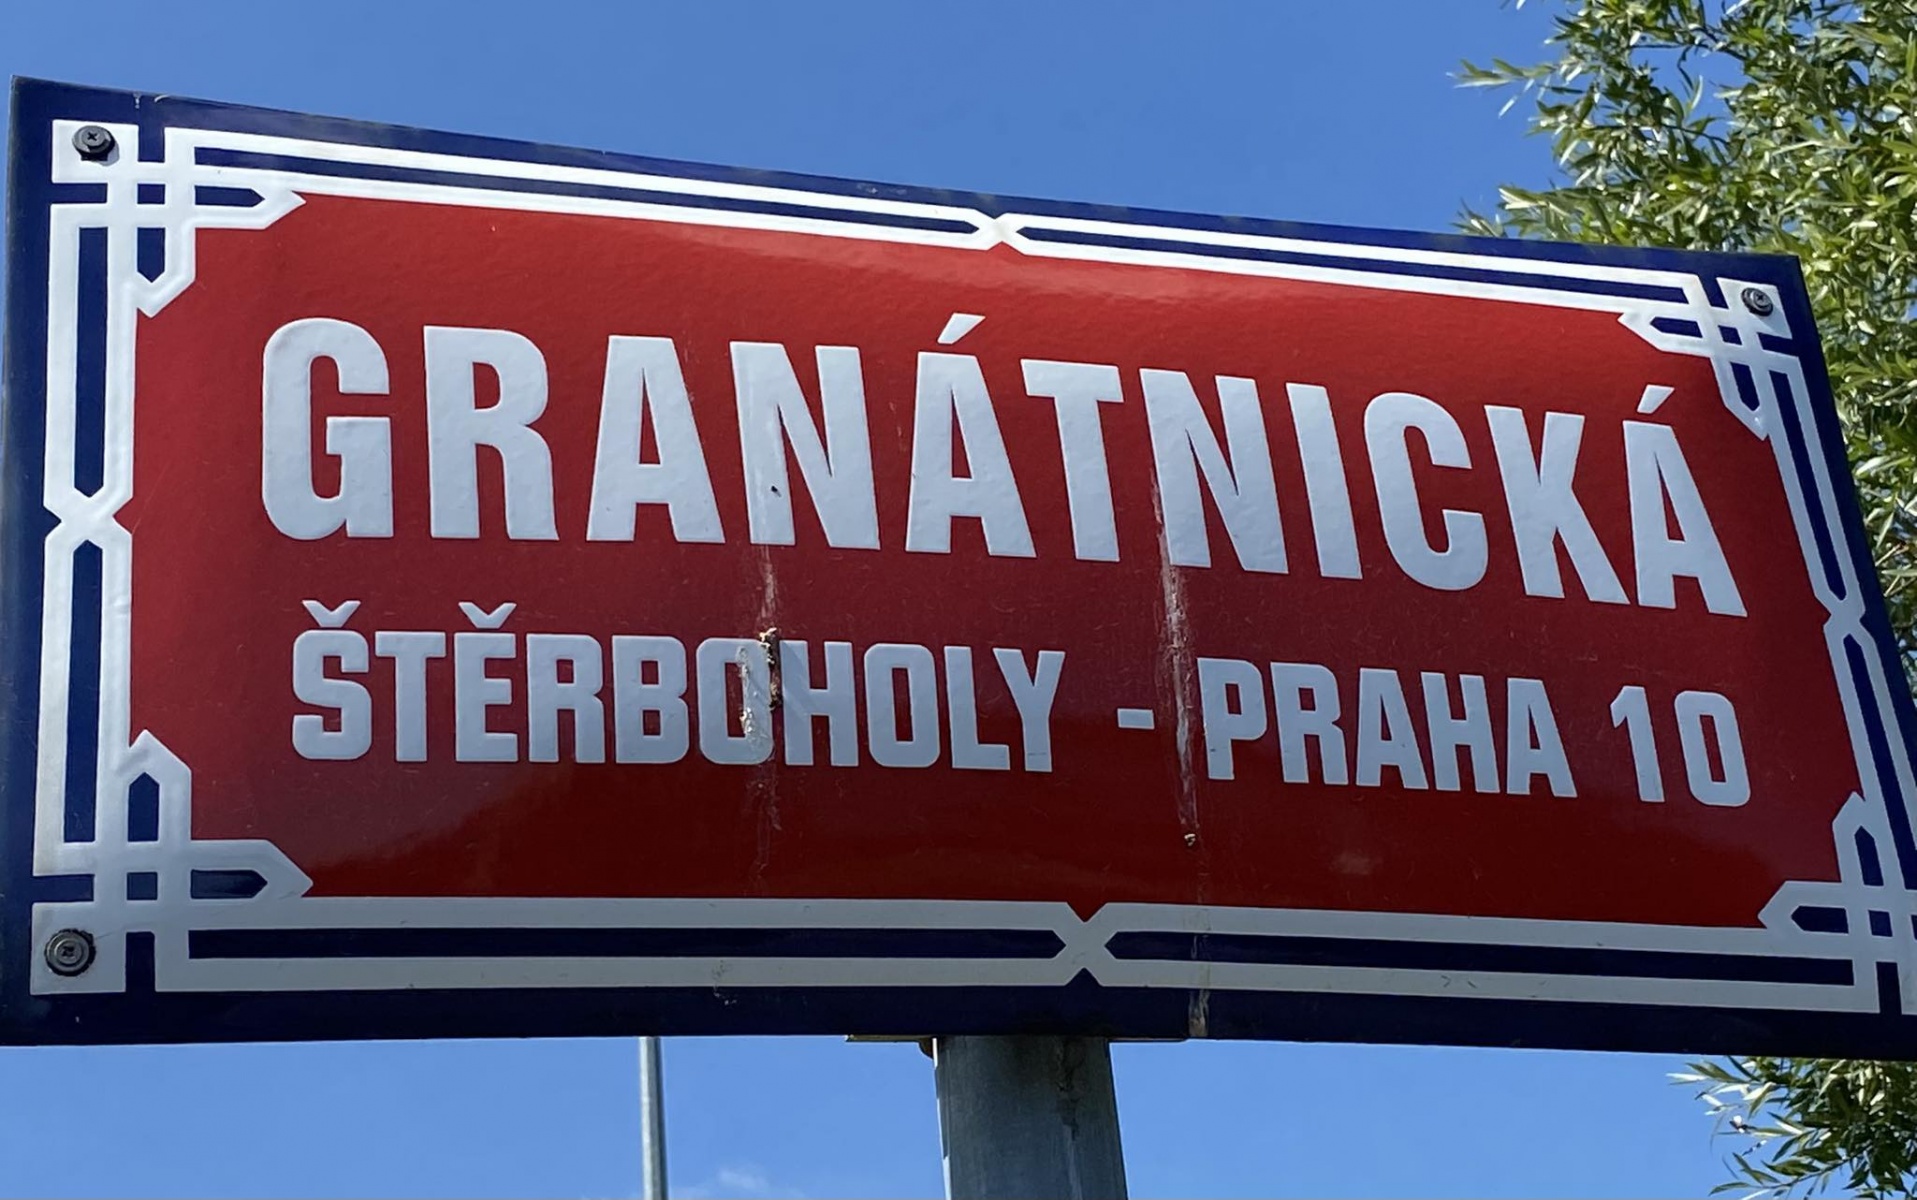 GRANÁTNICKÁ
ŠTĚRBOHOLY - PRAHA 10